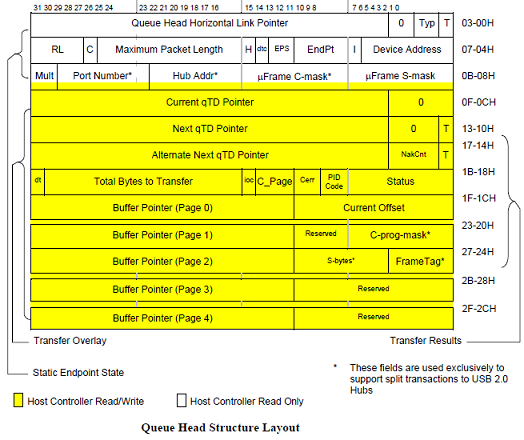 31 30 29 28 27 26 25 24 23 22 21 20 19 18 17 16 15 14 13 12 11 10 9 8 7 6 5 4 3 2 1 0
Queue Head Horizontal Link Pointer 0 Typ T 03-00H
RL C Maximum Packet Length H dtc EPS EndPt I Device Address 07-04H
Mult Port Number* Hub Addr* µFrame C-mask* µFrame S-mask 0B-08H
Current qTD Pointer 0 0F-0CH
Next qTD Pointer 0 T 13-10H
Alternate Next qTD Pointer NakCnt T 17-14H
dt Total Bytes to Transfer ioc C_Page Cerr PID Code Status 1B-18H
Buffer Pointer (Page 0) Current Offset 1F-1CH
Buffer Pointer (Page 1) Reserved C-prog-mask* 23-20H
Buffer Pointer (Page 2) S-bytes* FrameTag* 27-24H
Buffer Pointer (Page 3) Reserved 2B-28H
Buffer Pointer (Page 4) Reserved 2F-2CH
Transfer Overlay Transfer Results
Static Endpoint State
* These fields are used exclusively to
support split transactions to USB 2.0
Hubs
Host Controller Read/Write Host Controller Read Only
Queue Head Structure Layout